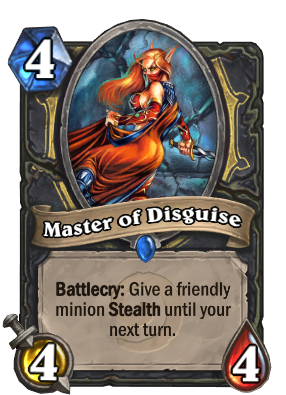 4
Master of Disguise
Battlecry: Give a friendly
minion Stealth until your
next turn.
4
4